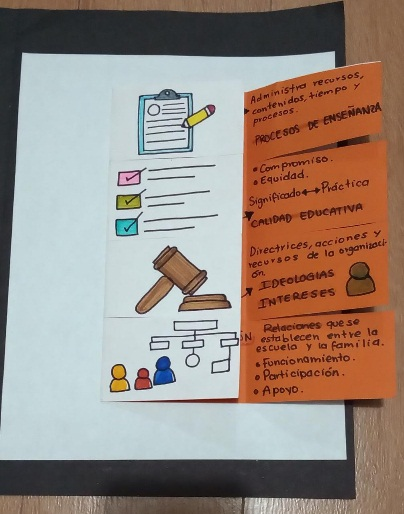 Administra recursos,
contenidos, tiempo y
procesos.
PROCESOS DE ENSEÑANZA
• Compromiso.
• Equidad.
Significado ↔ Práctica
CALIDAD EDUCATIVA
Directrices, acciones y
recursos de la organizaci-
ón.
IDEOLOGIAS
INTERESES
Relaciones que se
establecen entre la
escuela y la familia.
• Funcionamiento.
• Participación.
• Apoyo.